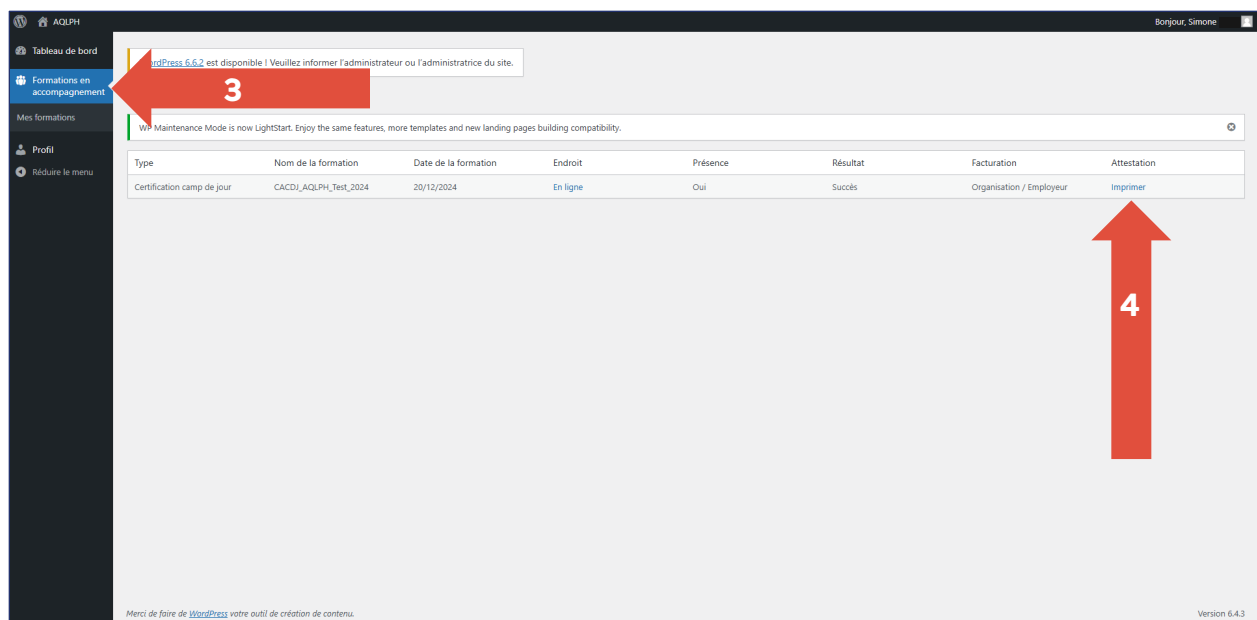 AQLPH
Bonjour, Simone
Tableau de bord
Formations en
accompagnement
Mes formations
Profil
Réduire le menu
6.6.2 est disponible ! Veuillez informer l'administrateur ou l'administratrice du site.
3
WP Maintenance Mode is now LightStart. Enjoy the same features, more templates and new landing pages building compatibility.
Type Nom de la formation Date de la formation Endroit Présence Résultat Facturation Attestation
Certification camp de jour CACDJ_AQLPH_Test_2024 20/12/2024 En ligne Oui Succès Organisation / Employeur Imprimer
4
Merci de faire de WordPress votre outil de création de contenu.
Version 6.4.3